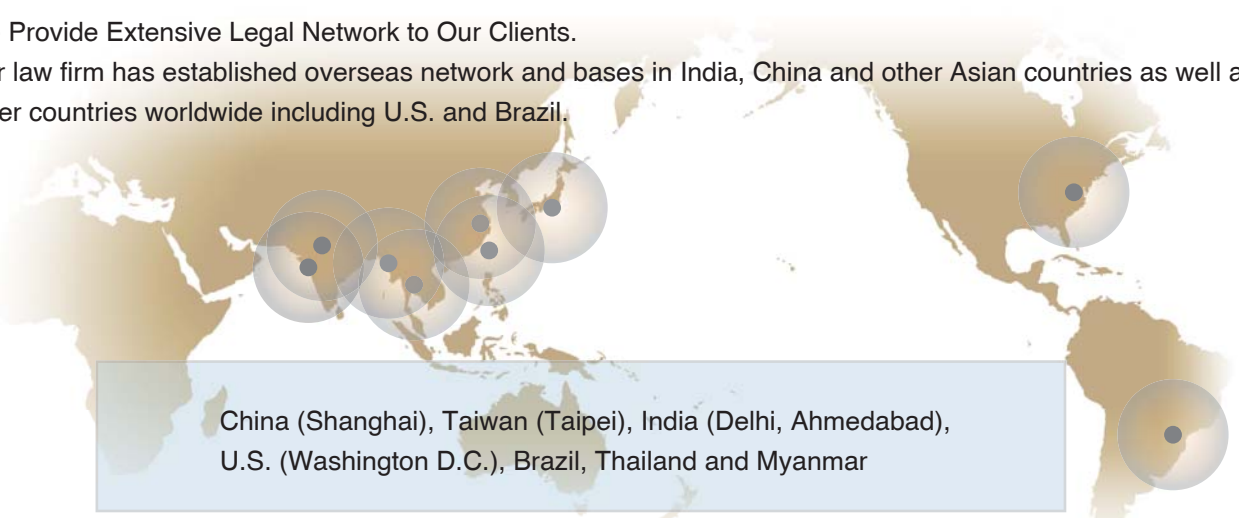 Provide Extensive Legal Network to Our Clients.
law firm has established overseas network and bases in India, China and other Asian countries as well
countries worldwide including U.S. and Brazil.
China (Shanghai), Taiwan (Taipei), India (Delhi, Ahmedabad),
U.S. (Washington D.C.), Brazil, Thailand and Myanmar